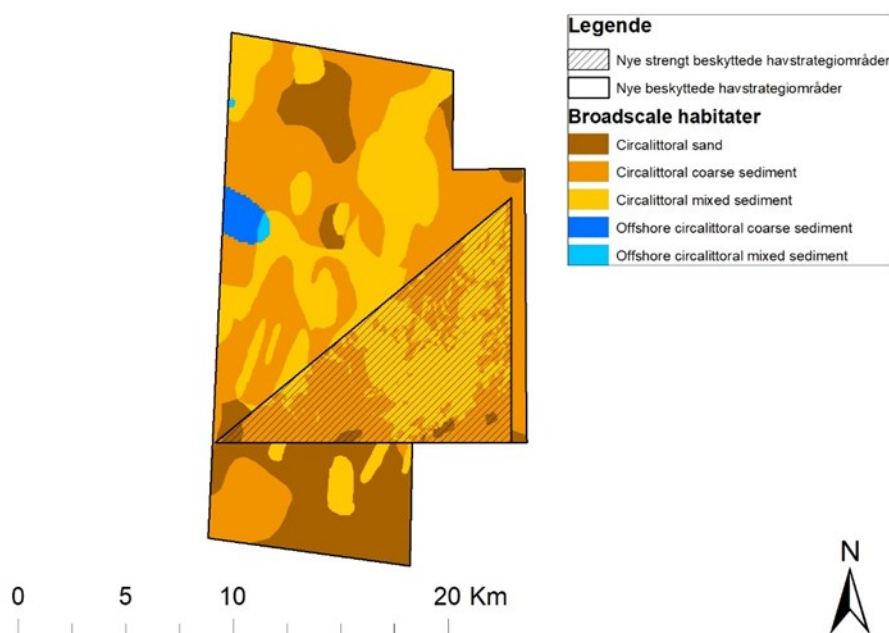 Legende
Nye strengt beskyttede havstrategiområder
Nye beskyttede havstrategiområder
Broadscale habitater
Circalittoral sand
Circalittoral coarse sediment
Circalittoral mixed sediment
Offshore circalittoral coarse sediment
Offshore circalittoral mixed sediment
0 5 10 20 Km
N